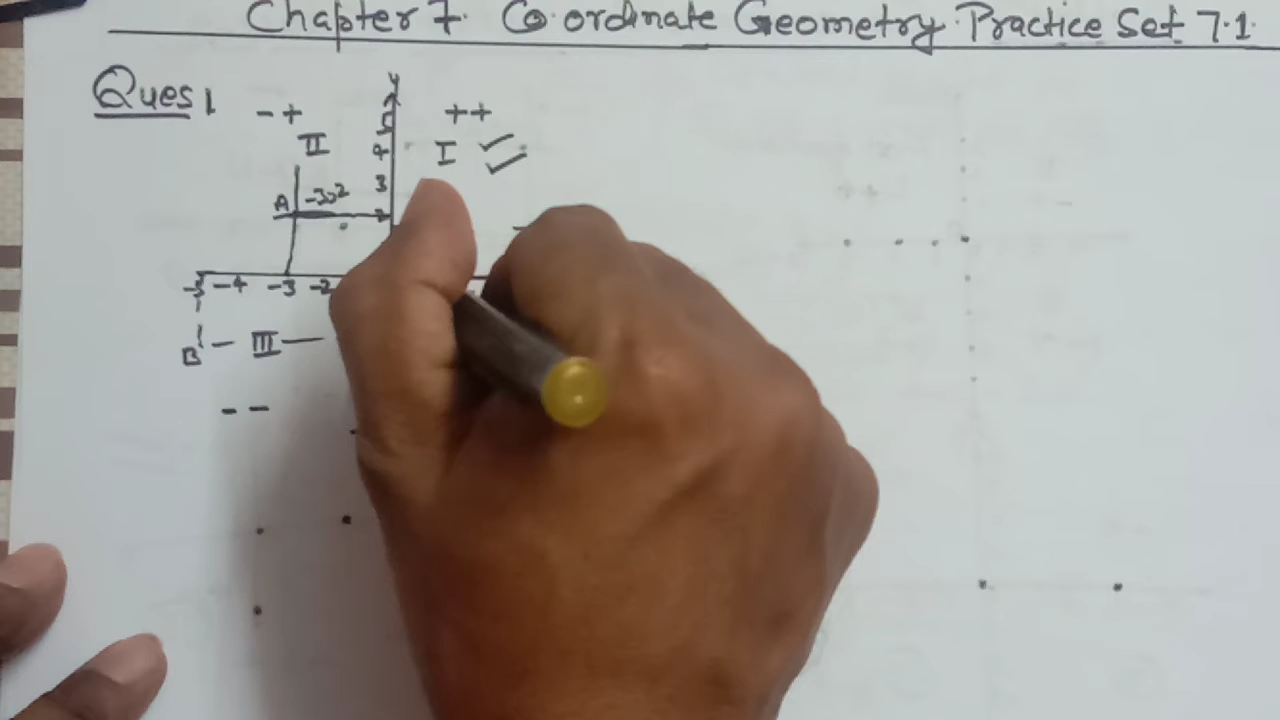 Chapter 7. Co-ordinate Geometry. Practice Set 7.1.
Ques 1
- + ++
II 4 I
3
A -3,2 2
-5 -4 -3 -2
B - III -
- -